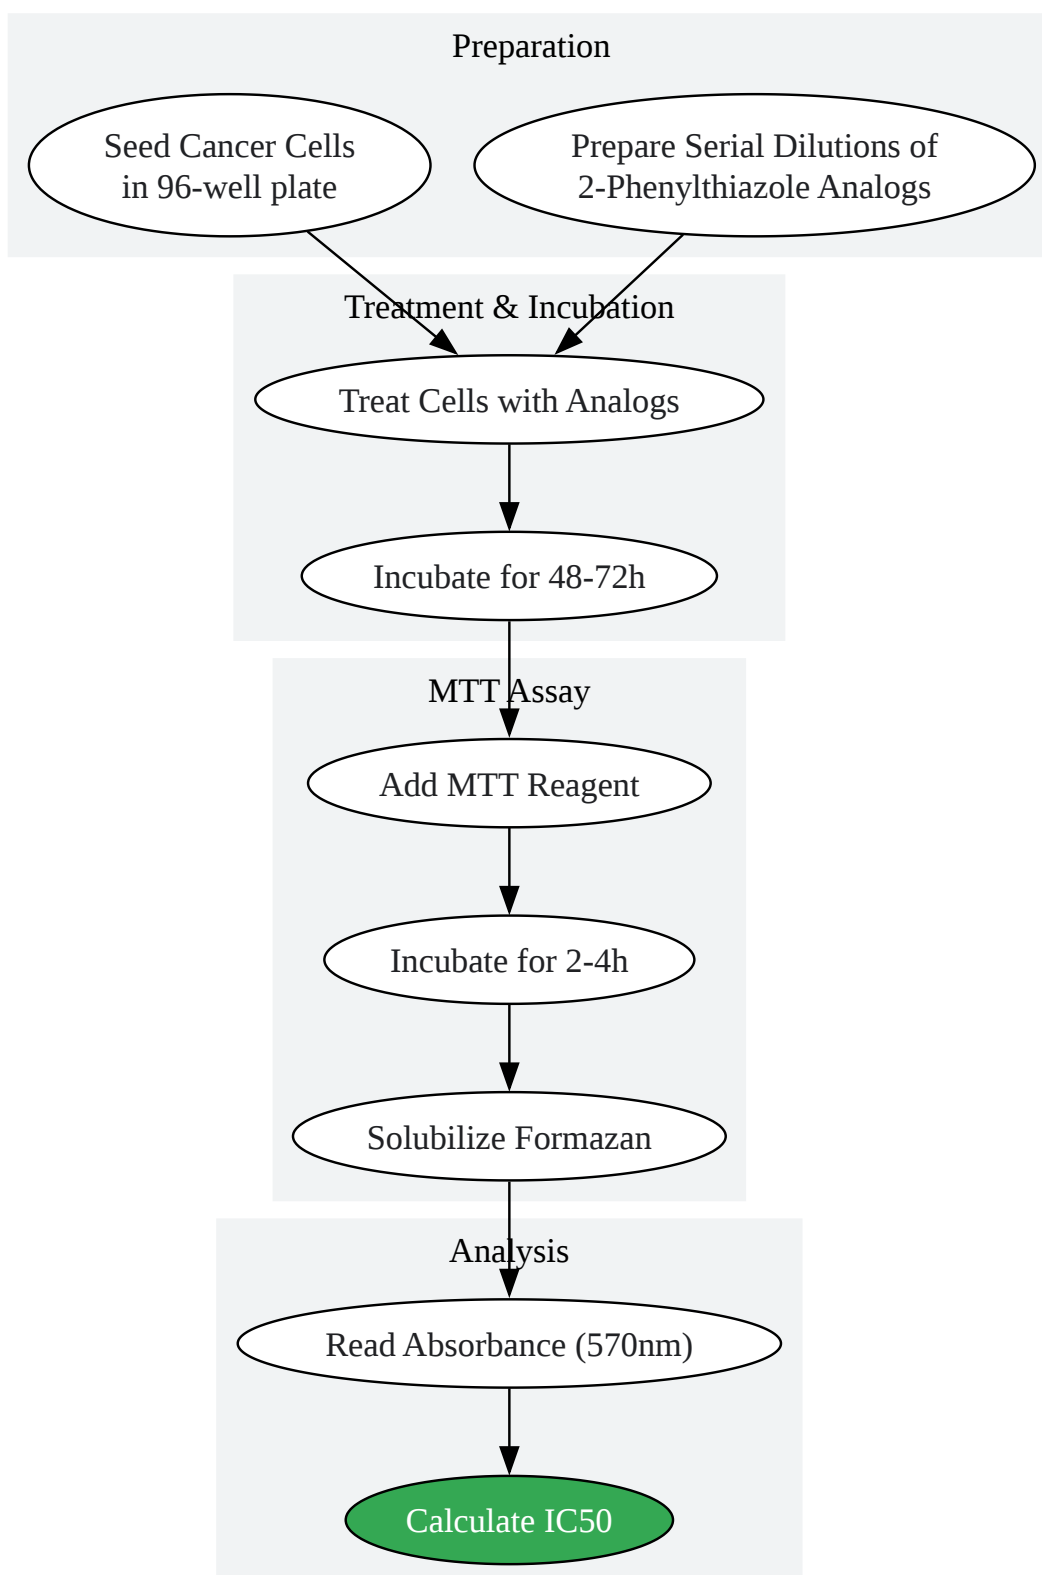 Preparation
Seed Cancer Cells
in 96-well plate
Prepare Serial Dilutions of
2-Phenylthiazole Analogs
Treatment & Incubation
Treat Cells with Analogs
Incubate for 48-72h
MTT Assay
Add MTT Reagent
Incubate for 2-4h
Solubilize Formazan
Analysis
Read Absorbance (570nm)
Calculate IC50